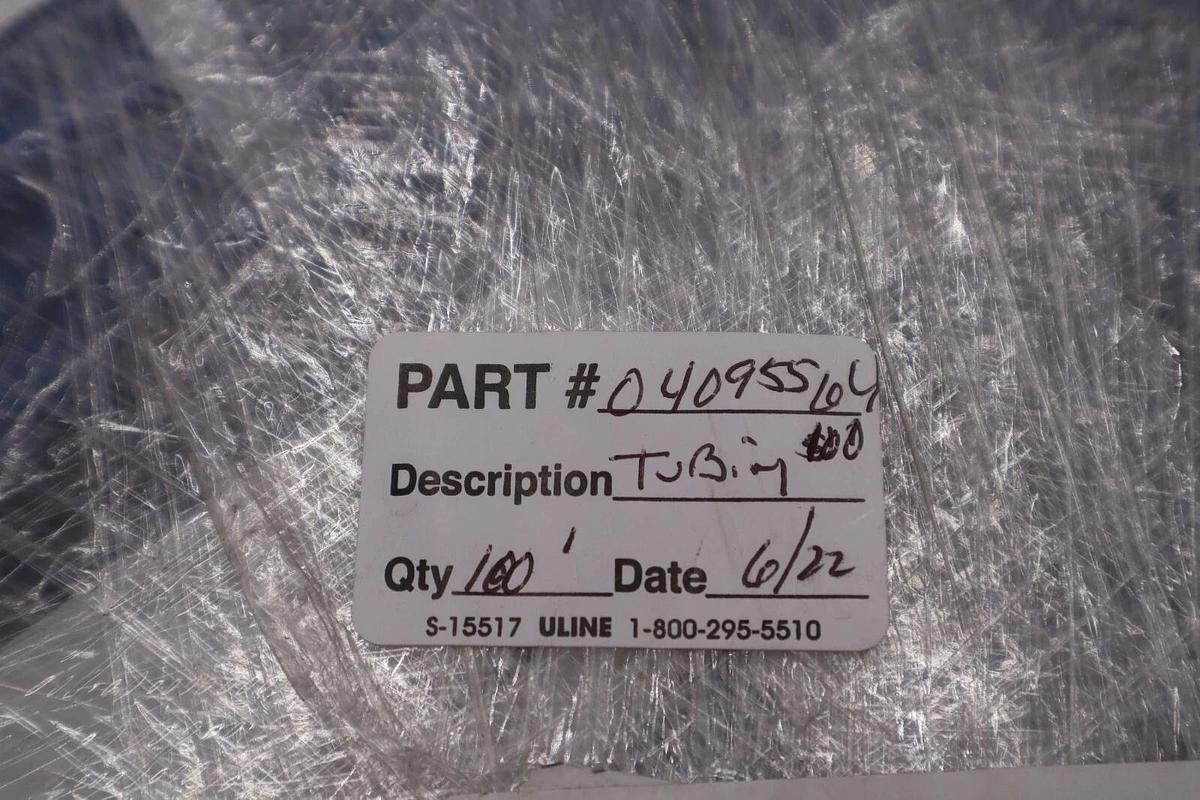 PART # 04095564
Description TuBing
Qty 100' Date 6/22
S-15517 ULINE 1-800-295-5510